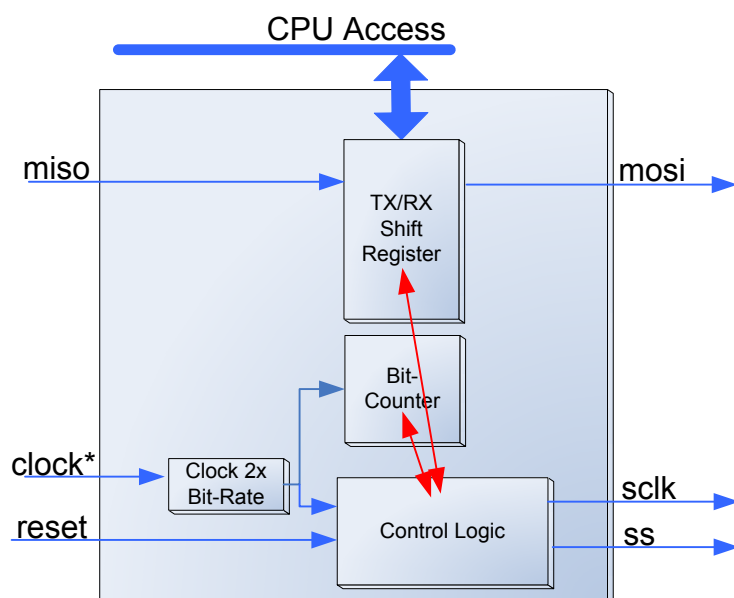 CPU Access
miso
mosi
TX/RX
Shift
Register
Bit-
Counter
clock*
Clock 2x
Bit-Rate
sclk
reset
Control Logic
ss